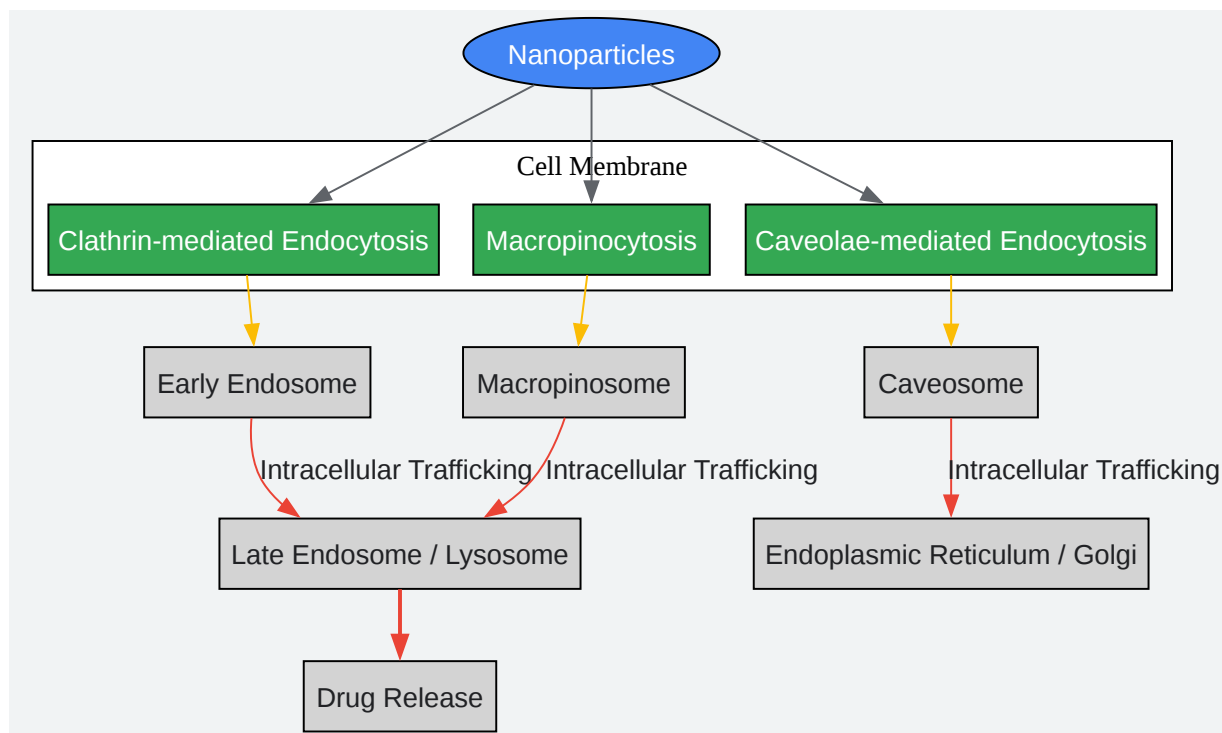 Nanoparticles
Cell Membrane
Clathrin-mediated Endocytosis
Macropinocytosis
Caveolae-mediated Endocytosis
Early Endosome
Macropinosome
Caveosome
Intracellular Trafficking
Intracellular Trafficking
Intracellular Trafficking
Late Endosome / Lysosome
Endoplasmic Reticulum / Golgi
Drug Release